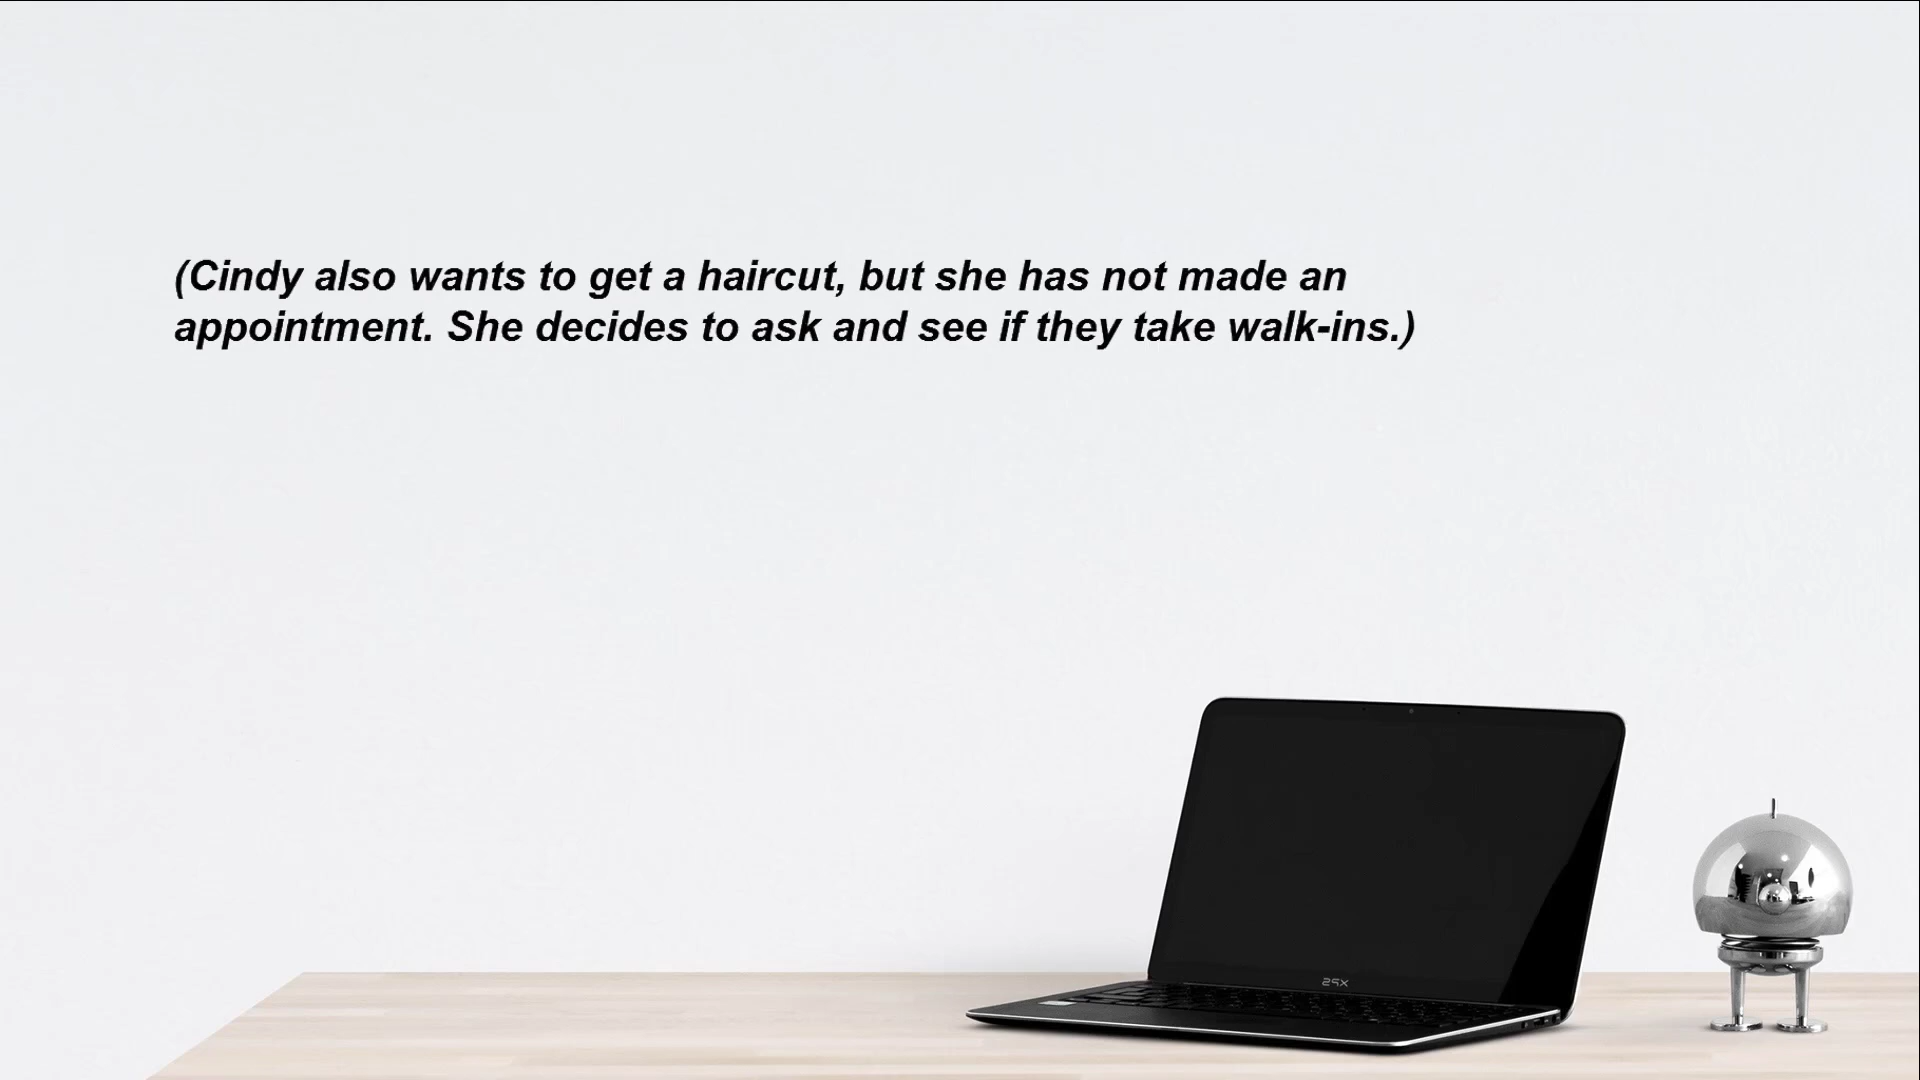 (Cindy also wants to get a haircut, but she has not made an
appointment. She decides to ask and see if they take walk-ins.)
XPS